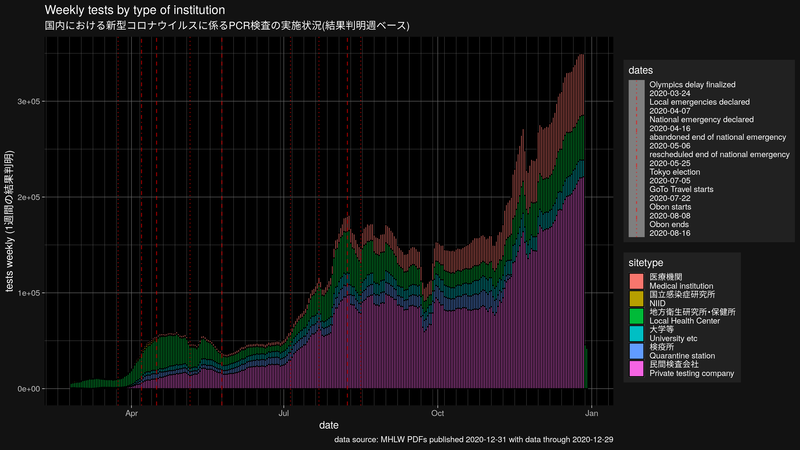 Weekly tests by type of institution
国内における新型コロナウイルスに係るPCR検査の実施状況(結果判明週ベース)
tests weekly (1週間の結果判明)
3e+05
2e+05
1e+05
0e+00
Apr
Jul
Oct
Jan
date
data source: MHLW PDFs published 2020-12-31 with data through 2020-12-29
dates
Olympics delay finalized
2020-03-24
Local emergencies declared
2020-04-07
National emergency declared
2020-04-16
abandoned end of national emergency
2020-05-06
rescheduled end of national emergency
2020-05-25
Tokyo election
2020-07-05
GoTo Travel starts
2020-07-22
Obon starts
2020-08-08
Obon ends
2020-08-16
sitetype
医療機関
Medical institution
国立感染症研究所
NIID
地方衛生研究所・保健所
Local Health Center
大学等
University etc
検疫所
Quarantine station
民間検査会社
Private testing company